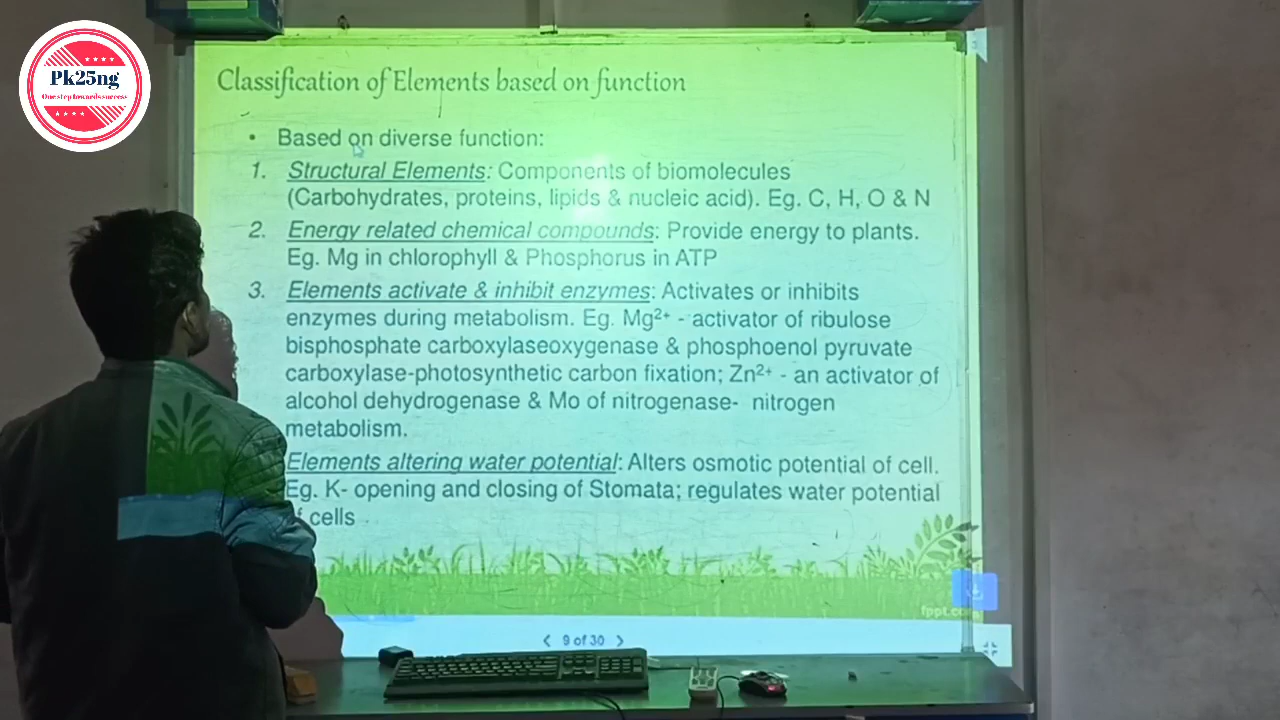 Pk25ng
One step towards success
Classification of Elements based on function
• Based on diverse function:
1. Structural Elements: Components of biomolecules
(Carbohydrates, proteins, lipids & nucleic acid). Eg. C, H, O & N
2. Energy related chemical compounds: Provide energy to plants.
Eg. Mg in chlorophyll & Phosphorus in ATP
3. Elements activate & inhibit enzymes: Activates or inhibits
enzymes during metabolism. Eg. Mg²⁺ - activator of ribulose
bisphosphate carboxylaseoxygenase & phosphoenol pyruvate
carboxylase-photosynthetic carbon fixation; Zn²⁺ - an activator of
alcohol dehydrogenase & Mo of nitrogenase- nitrogen
metabolism.
Elements altering water potential: Alters osmotic potential of cell.
Eg. K- opening and closing of Stomata; regulates water potential
of cells
9 of 30